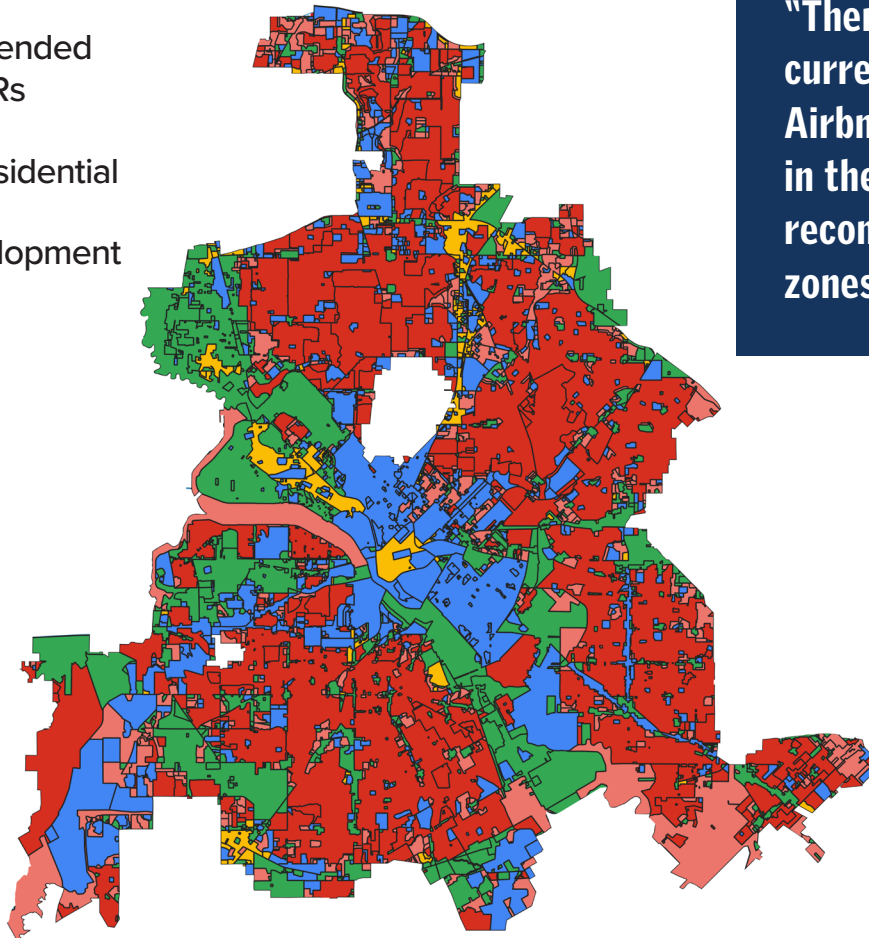 ended
Rs
sidential
lopment
"Ther
curre
Airbn
in the
recon
zones